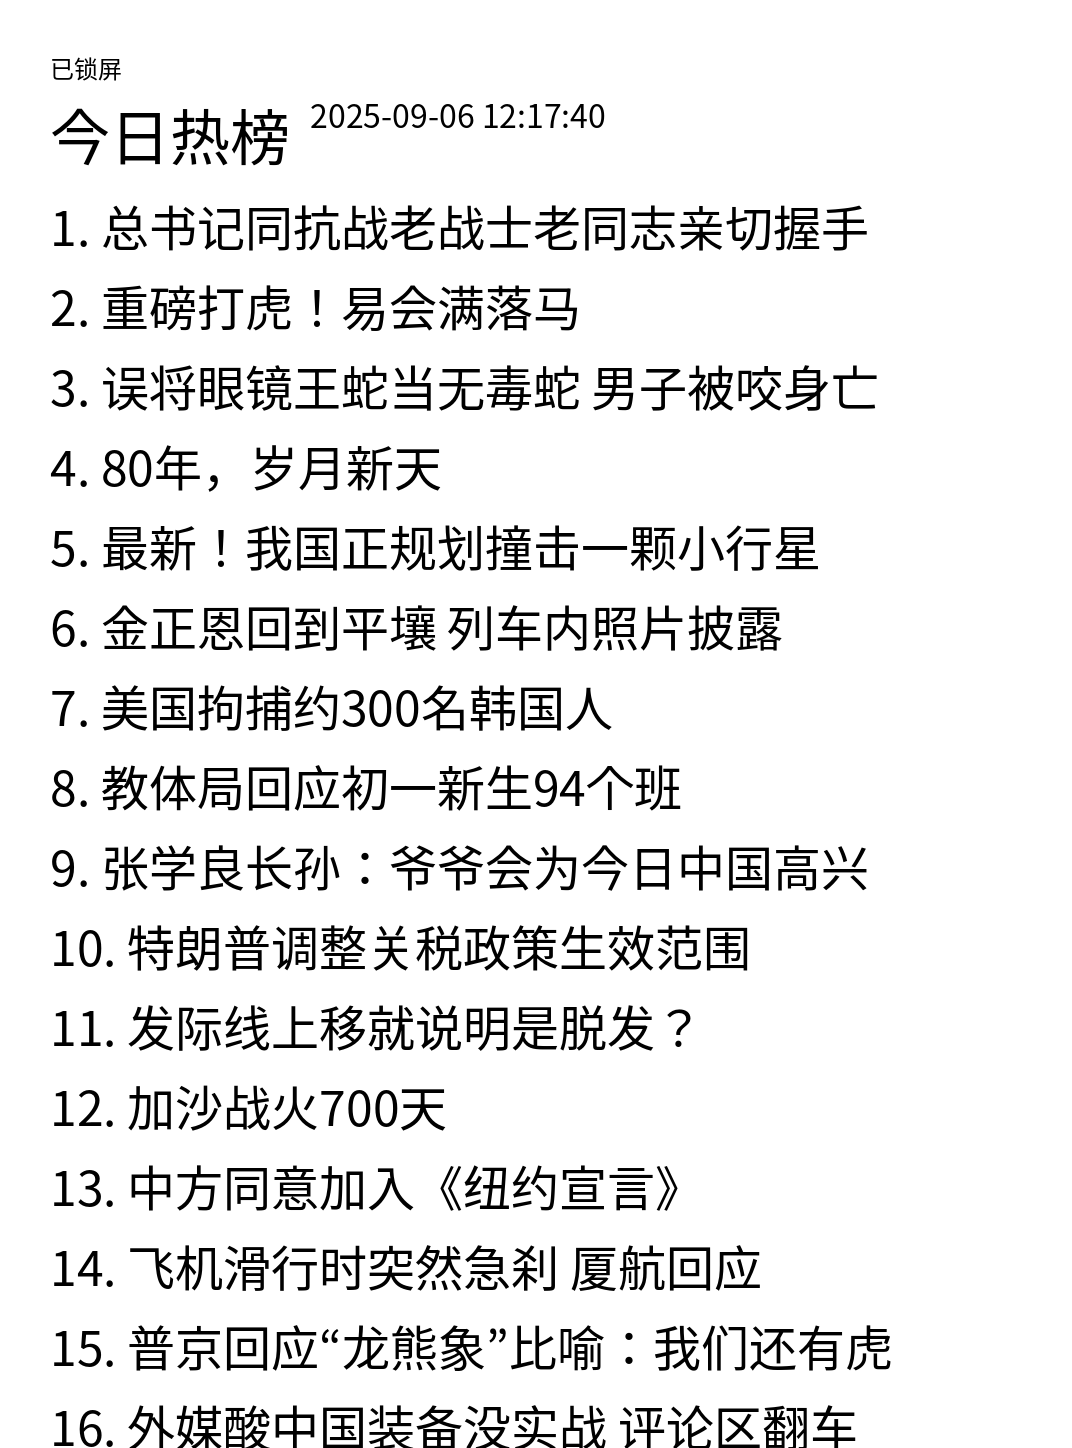 已锁屏
今日热榜 2025-09-06 12:17:40
1. 总书记同抗战老战士老同志亲切握手
2. 重磅打虎！易会满落马
3. 误将眼镜王蛇当无毒蛇 男子被咬身亡
4. 80年，岁月新天
5. 最新！我国正规划撞击一颗小行星
6. 金正恩回到平壤 列车内照片披露
7. 美国拘捕约300名韩国人
8. 教体局回应初一新生94个班
9. 张学良长孙：爷爷会为今日中国高兴
10. 特朗普调整关税政策生效范围
11. 发际线上移就说明是脱发？
12. 加沙战火700天
13. 中方同意加入《纽约宣言》
14. 飞机滑行时突然急刹 厦航回应
15. 普京回应“龙熊象”比喻：我们还有虎
16. 外媒酸中国装备没实战 评论区翻车